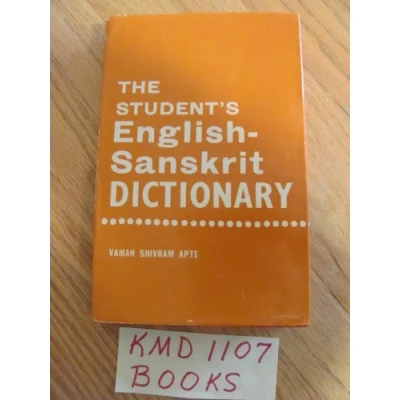 THE
STUDENT'S
English-
Sanskrit
DICTIONARY
VAMAN SHIVRAM APTE
KMD 1107
BOOKS